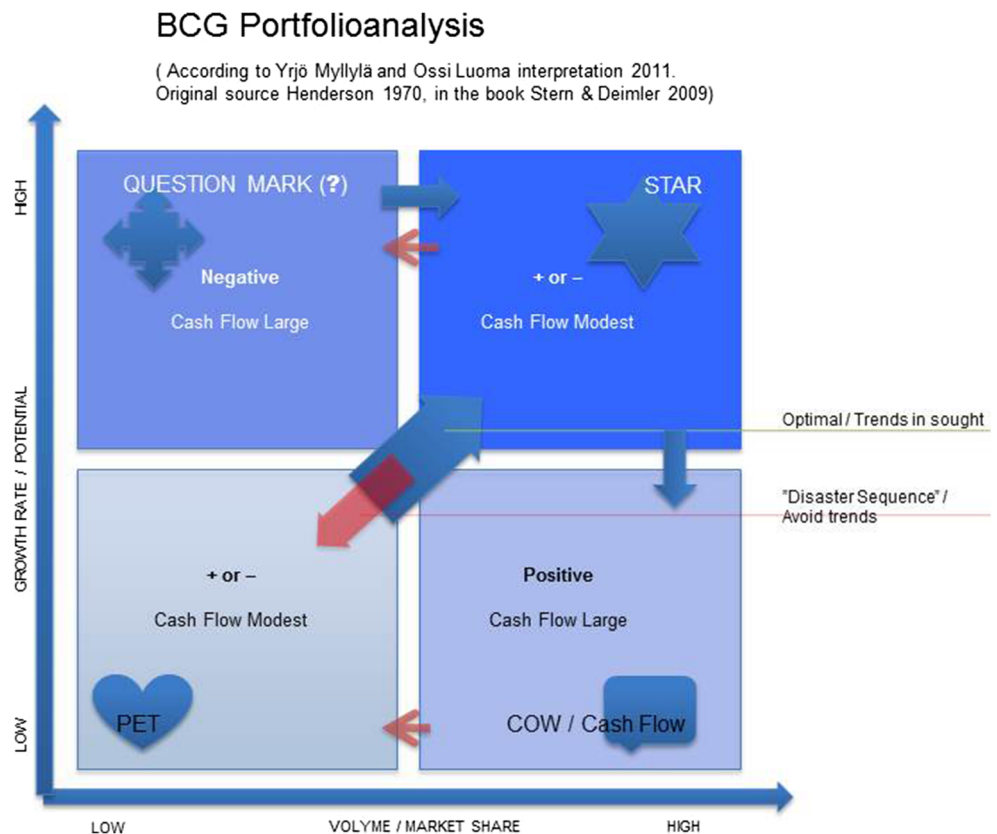 BCG Portfolioanalysis
( According to Yrjö Myllylä and Ossi Luoma interpretation 2011.
Original source Henderson 1970, in the book Stern & Deimler 2009)
HIGH
QUESTION MARK (?)
STAR
Negative
Cash Flow Large
+ or –
Cash Flow Modest
GROWTH RATE / POTENTIAL
Optimal / Trends in sought
"Disaster Sequence" /
Avoid trends
+ or –
Cash Flow Modest
Positive
Cash Flow Large
LOW
PET
COW / Cash Flow
LOW
VOLYME / MARKET SHARE
HIGH